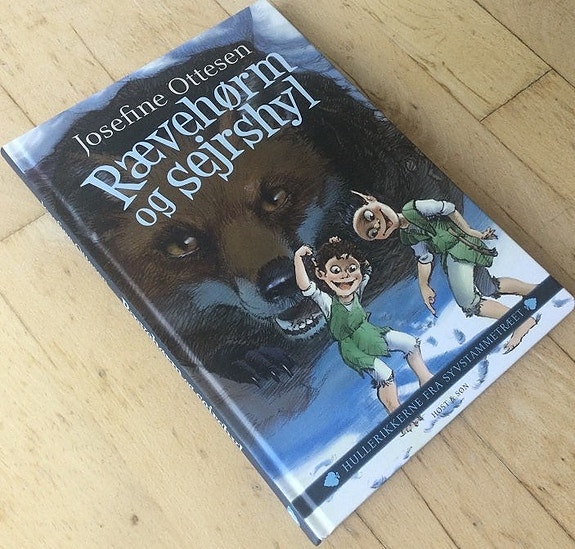 Josefine Ottesen
Rævehørm
og sejrshyl
HULLERIKKERNE FRA SYVSTAMMETRÆET
HØST & SØN